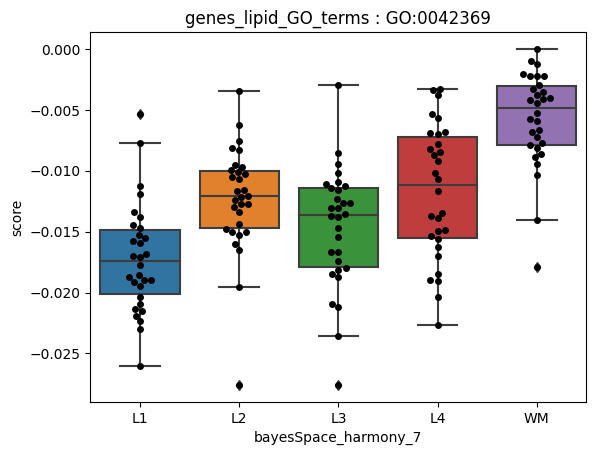 genes_lipid_GO_terms : GO:0042369
0.000
−0.005
−0.010
−0.015
−0.020
−0.025
score
L1 L2 L3 L4 WM
bayesSpace_harmony_7